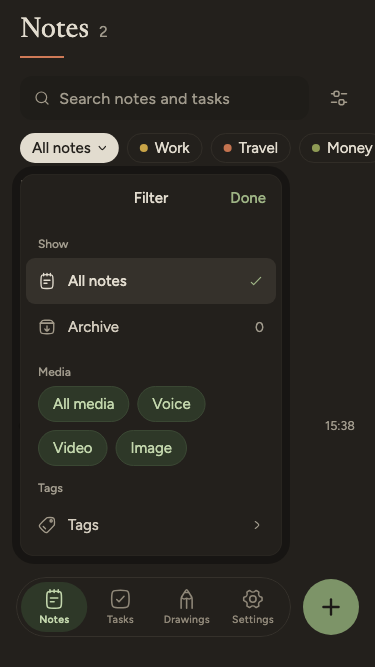 Notes 2
Search notes and tasks
All notes Work Travel Money
Filter Done
Show
All notes
Archive 0
Media
All media Voice
15:38
Video Image
Tags
Tags
Notes Tasks Drawings Settings